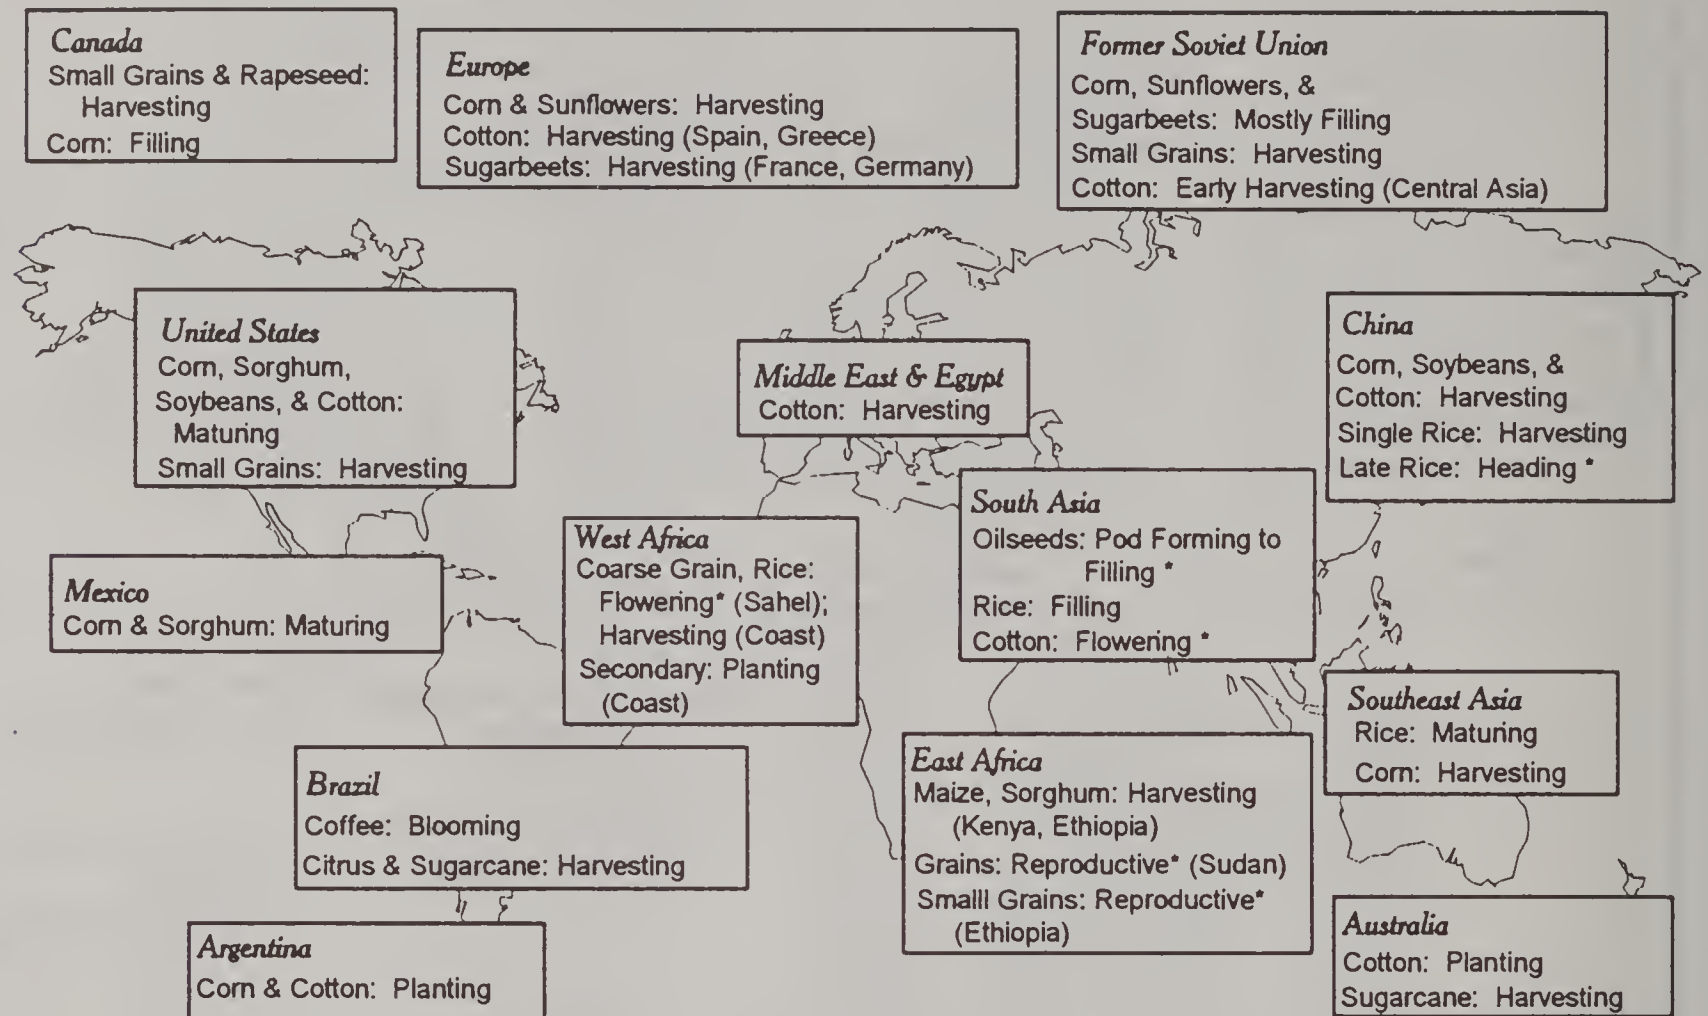 Canada
Small Grains & Rapeseed:
Harvesting
Corn: Filling
Europe
Corn & Sunflowers: Harvesting
Cotton: Harvesting (Spain, Greece)
Sugarbeets: Harvesting (France, Germany)
Former Soviet Union
Corn, Sunflowers, &
Sugarbeets: Mostly Filling
Small Grains: Harvesting
Cotton: Early Harvesting (Central Asia)
United States
Corn, Sorghum,
Soybeans, & Cotton:
Maturing
Small Grains: Harvesting
Middle East & Egypt
Cotton: Harvesting
China
Corn, Soybeans, &
Cotton: Harvesting
Single Rice: Harvesting
Late Rice: Heading *
Mexico
Corn & Sorghum: Maturing
West Africa
Coarse Grain, Rice:
Flowering* (Sahel);
Harvesting (Coast)
Secondary: Planting
(Coast)
South Asia
Oilseeds: Pod Forming to
Filling *
Rice: Filling
Cotton: Flowering *
Southeast Asia
Rice: Maturing
Corn: Harvesting
Brazil
Coffee: Blooming
Citrus & Sugarcane: Harvesting
East Africa
Maize, Sorghum: Harvesting
(Kenya, Ethiopia)
Grains: Reproductive* (Sudan)
Smalll Grains: Reproductive*
(Ethiopia)
Argentina
Corn & Cotton: Planting
Australia
Cotton: Planting
Sugarcane: Harvesting